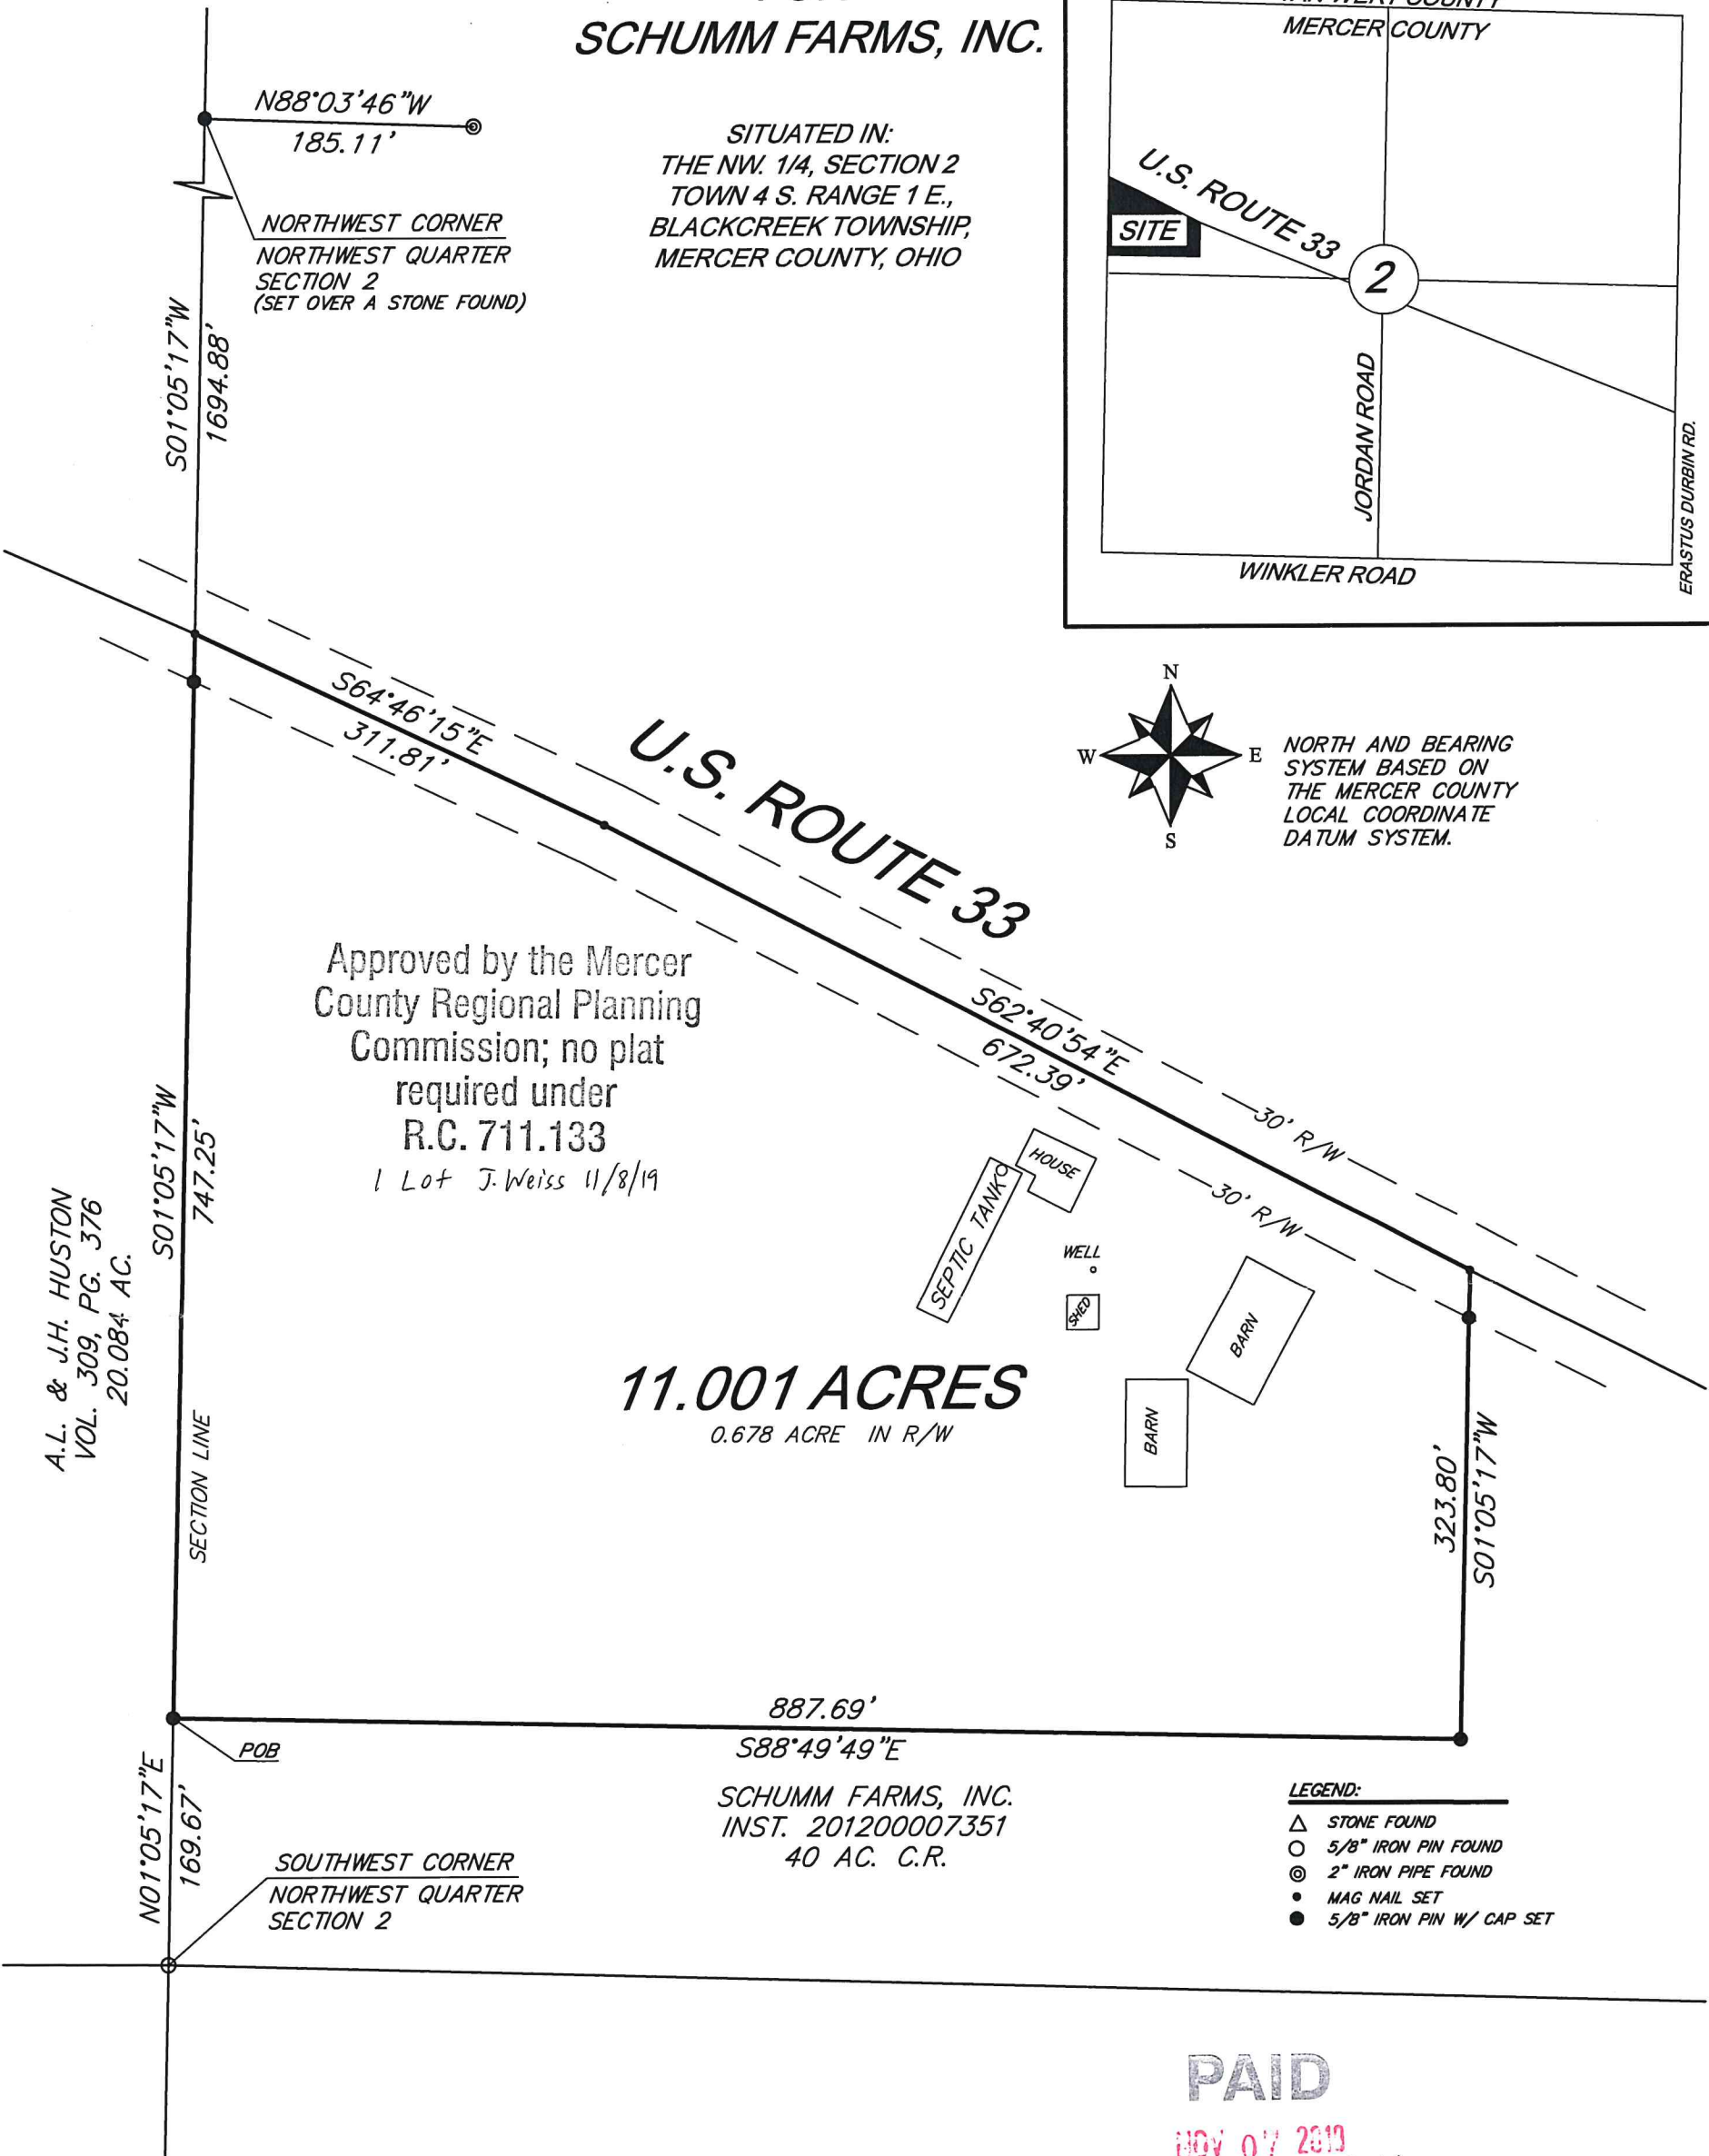 SCHUMM FARMS, INC.
SITUATED IN:
THE NW. 1/4, SECTION 2
TOWN 4 S. RANGE 1 E.,
BLACKCREEK TOWNSHIP,
MERCER COUNTY, OHIO
MERCER COUNTY
U.S. ROUTE 33
SITE
2
JORDAN ROAD
ERASTUS DURBIN RD.
WINKLER ROAD
N88°03'46"W
185.11'
NORTHWEST CORNER
NORTHWEST QUARTER
SECTION 2
(SET OVER A STONE FOUND)
S01°05'17"W
1694.88'
N
W
E
S
NORTH AND BEARING
SYSTEM BASED ON
THE MERCER COUNTY
LOCAL COORDINATE
DATUM SYSTEM.
S64°46'15"E
311.81'
U.S. ROUTE 33
S62°40'54"E
672.39'
30' R/W
30' R/W
Approved by the Mercer
County Regional Planning
Commission; no plat
required under
R.C. 711.133
1 Lot J. Weiss 11/8/19
A.L. & J.H. HUSTON
VOL. 309, PG. 376
20.084 AC.
S01°05'17"W
747.25'
SECTION LINE
HOUSE
SEPTIC TANK
WELL
SHED
BARN
BARN
11.001 ACRES
0.678 ACRE IN R/W
323.80'
S01°05'17"W
887.69'
S88°49'49"E
POB
N01°05'17"E
169.67'
SOUTHWEST CORNER
NORTHWEST QUARTER
SECTION 2
SCHUMM FARMS, INC.
INST. 201200007351
40 AC. C.R.
LEGEND:
STONE FOUND
5/8" IRON PIN FOUND
2" IRON PIPE FOUND
MAG NAIL SET
5/8" IRON PIN W/ CAP SET
PAID
NOV 07 2019